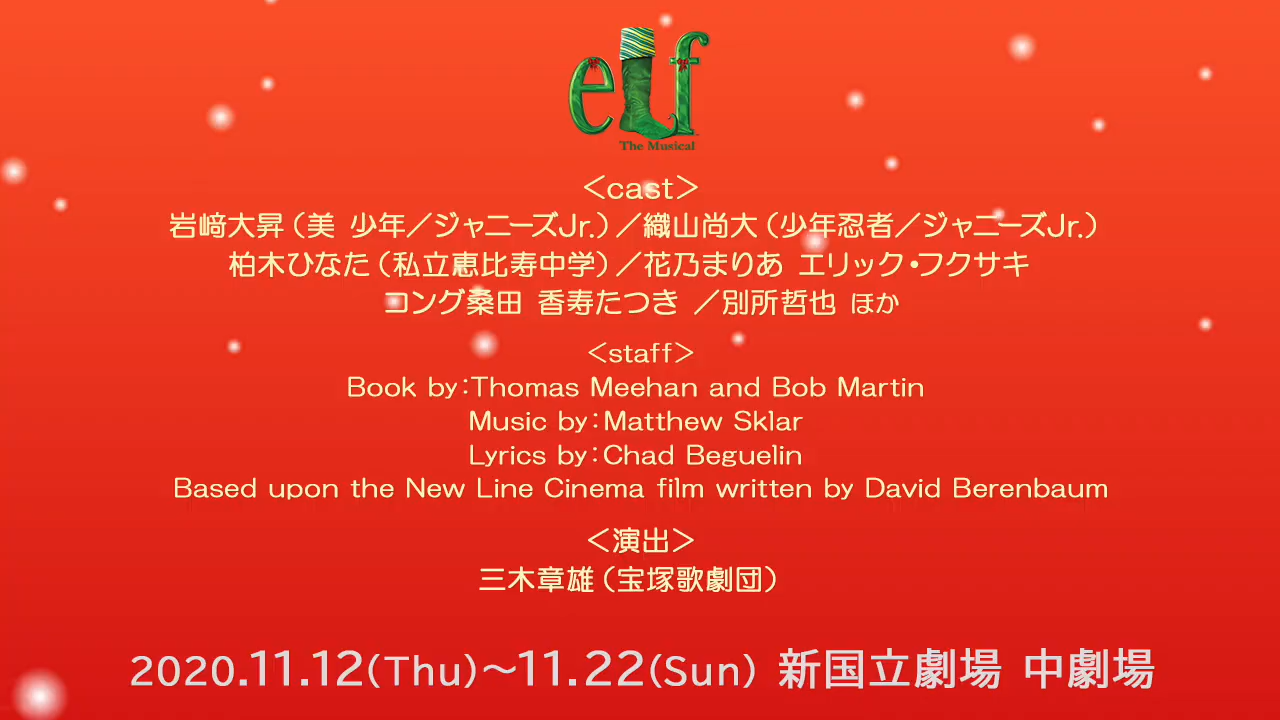 elf
The Musical
＜cast＞
岩﨑大昇（美 少年／ジャニーズJr.）／織山尚大（少年忍者／ジャニーズJr.）
柏木ひなた（私立恵比寿中学）／花乃まりあ エリック・フクサキ
コング桑田 香寿たつき ／別所哲也 ほか
＜staff＞
Book by：Thomas Meehan and Bob Martin
Music by：Matthew Sklar
Lyrics by：Chad Beguelin
Based upon the New Line Cinema film written by David Berenbaum
＜演出＞
三木章雄（宝塚歌劇団）
2020.11.12(Thu)～11.22(Sun) 新国立劇場 中劇場